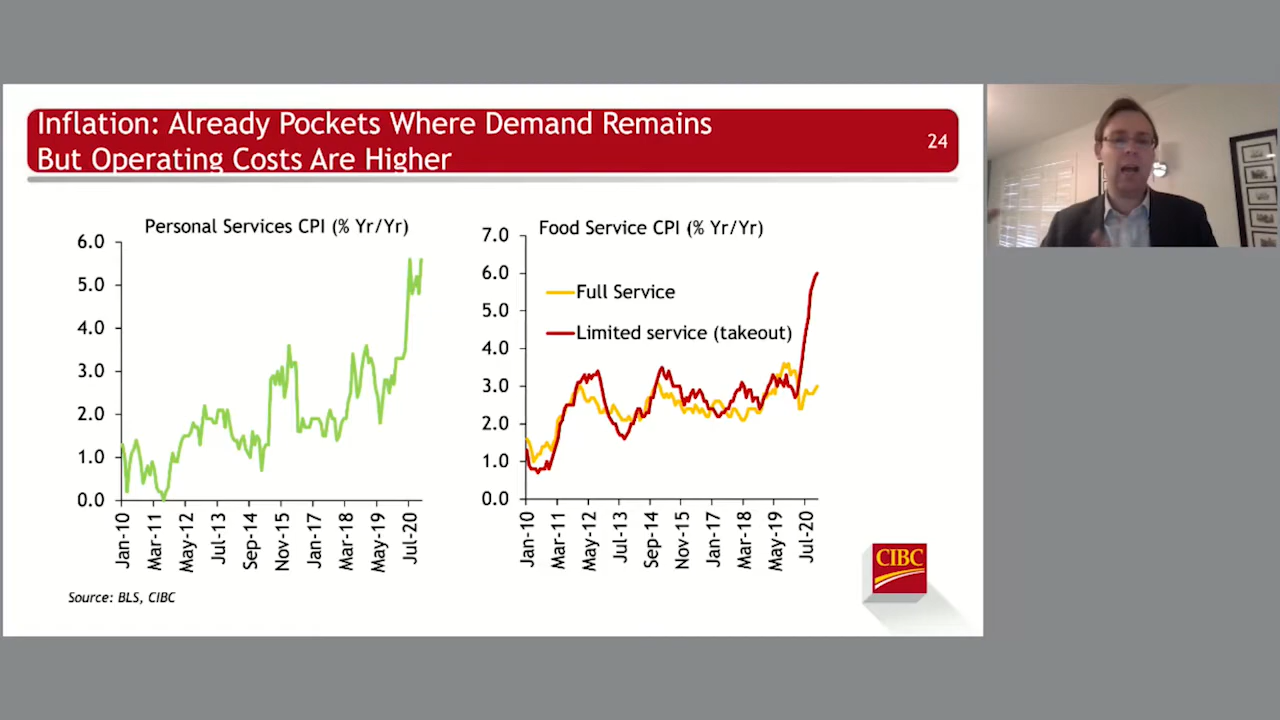 Inflation: Already Pockets Where Demand Remains
But Operating Costs Are Higher
24
Personal Services CPI (% Yr/Yr)
6.0
5.0
4.0
3.0
2.0
1.0
0.0
Jan-10
Mar-11
May-12
Jul-13
Sep-14
Nov-15
Jan-17
Mar-18
May-19
Jul-20
Food Service CPI (% Yr/Yr)
7.0
6.0
5.0
4.0
3.0
2.0
1.0
0.0
Full Service
Limited service (takeout)
Jan-10
Mar-11
May-12
Jul-13
Sep-14
Nov-15
Jan-17
Mar-18
May-19
Jul-20
Source: BLS, CIBC
CIBC